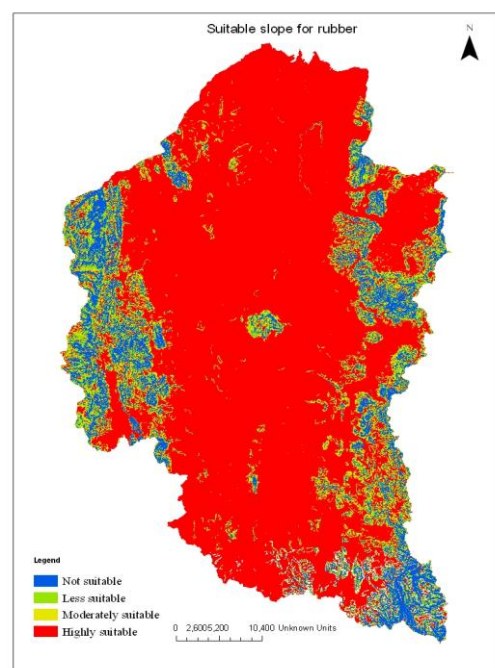 Suitable slope for rubber
N
Legend
Not suitable
Less suitable
Moderately suitable
Highly suitable
0 2,6005,200 10,400 Unknown Units